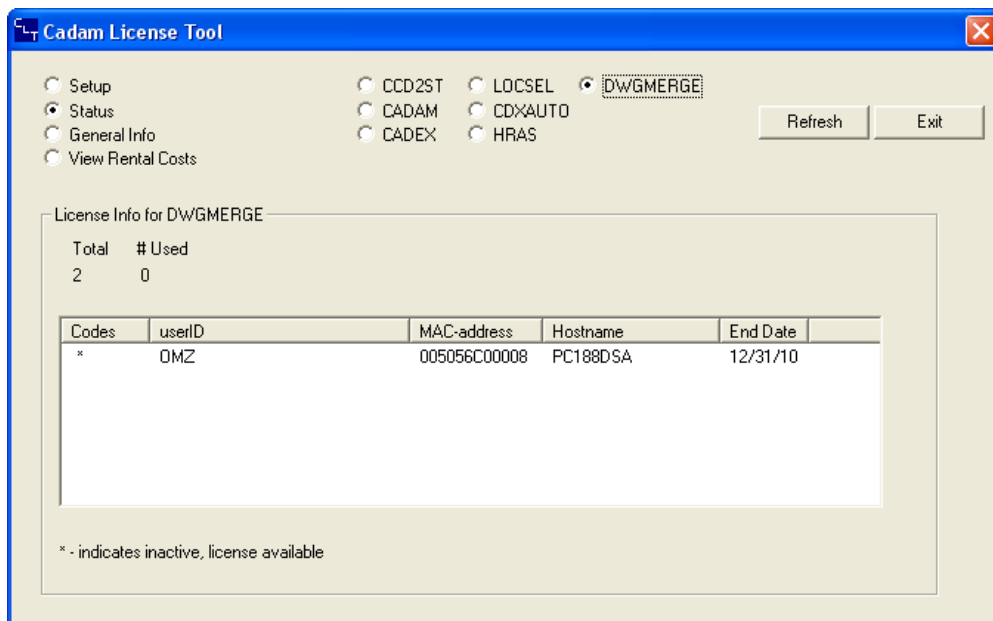 CLT Cadam License Tool
Setup CCD2ST LOCSEL DWGMERGE
Status CADAM CDXAUTO
General Info CADEX HRAS
Refresh Exit
View Rental Costs
License Info for DWGMERGE
Total # Used
2 0
Codes userID MAC-address Hostname End Date
* OMZ 005056C00008 PC188DSA 12/31/10
* - indicates inactive, license available